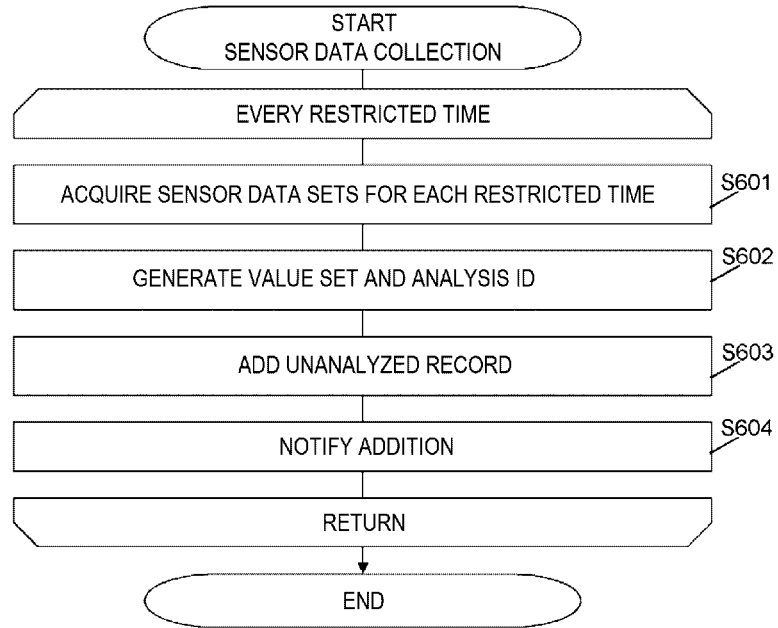 START
SENSOR DATA COLLECTION
EVERY RESTRICTED TIME
ACQUIRE SENSOR DATA SETS FOR EACH RESTRICTED TIME
S601
GENERATE VALUE SET AND ANALYSIS ID
S602
ADD UNANALYZED RECORD
S603
NOTIFY ADDITION
S604
RETURN
END